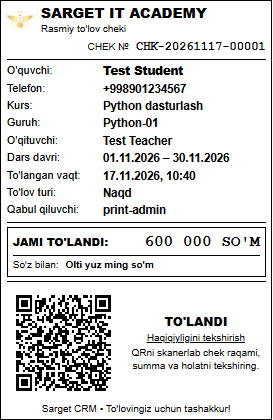 SARGET IT ACADEMY
Rasmiy to'lov cheki
CHEK № CHK-20261117-00001
O'quvchi: Test Student
Telefon: +998901234567
Kurs: Python dasturlash
Guruh: Python-01
O'qituvchi: Test Teacher
Dars davri: 01.11.2026 – 30.11.2026
To'langan vaqt: 17.11.2026, 10:40
To'lov turi: Naqd
Qabul qiluvchi: print-admin
JAMI TO'LANDI: 600 000 SO'M
So'z bilan: Olti yuz ming so'm
TO'LANDI
Haqiqiyligini tekshirish
QRni skanerlab chek raqami,
summa va holatni tekshiring.
Sarget CRM • To'lovingiz uchun tashakkur!